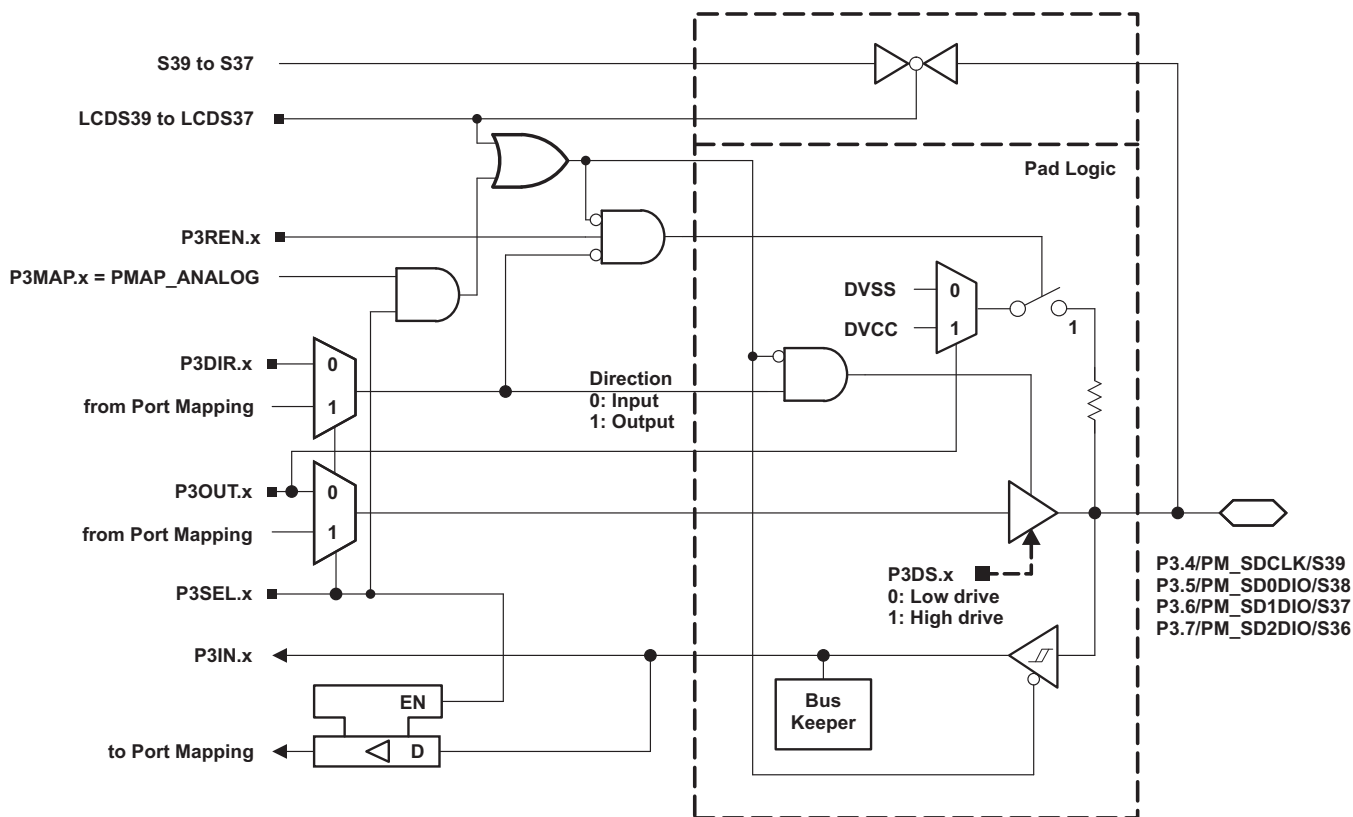 S39 to S37
LCDS39 to LCDS37
Pad Logic
P3REN.x
P3MAP.x = PMAP_ANALOG
DVSS
0
DVCC
1
1
P3DIR.x
0
Direction
0: Input
1: Output
from Port Mapping
1
P3OUT.x
0
from Port Mapping
1
P3DS.x
0: Low drive
1: High drive
P3.4/PM_SDCLK/S39
P3.5/PM_SD0DIO/S38
P3.6/PM_SD1DIO/S37
P3.7/PM_SD2DIO/S36
P3SEL.x
P3IN.x
EN
Bus
Keeper
to Port Mapping
D